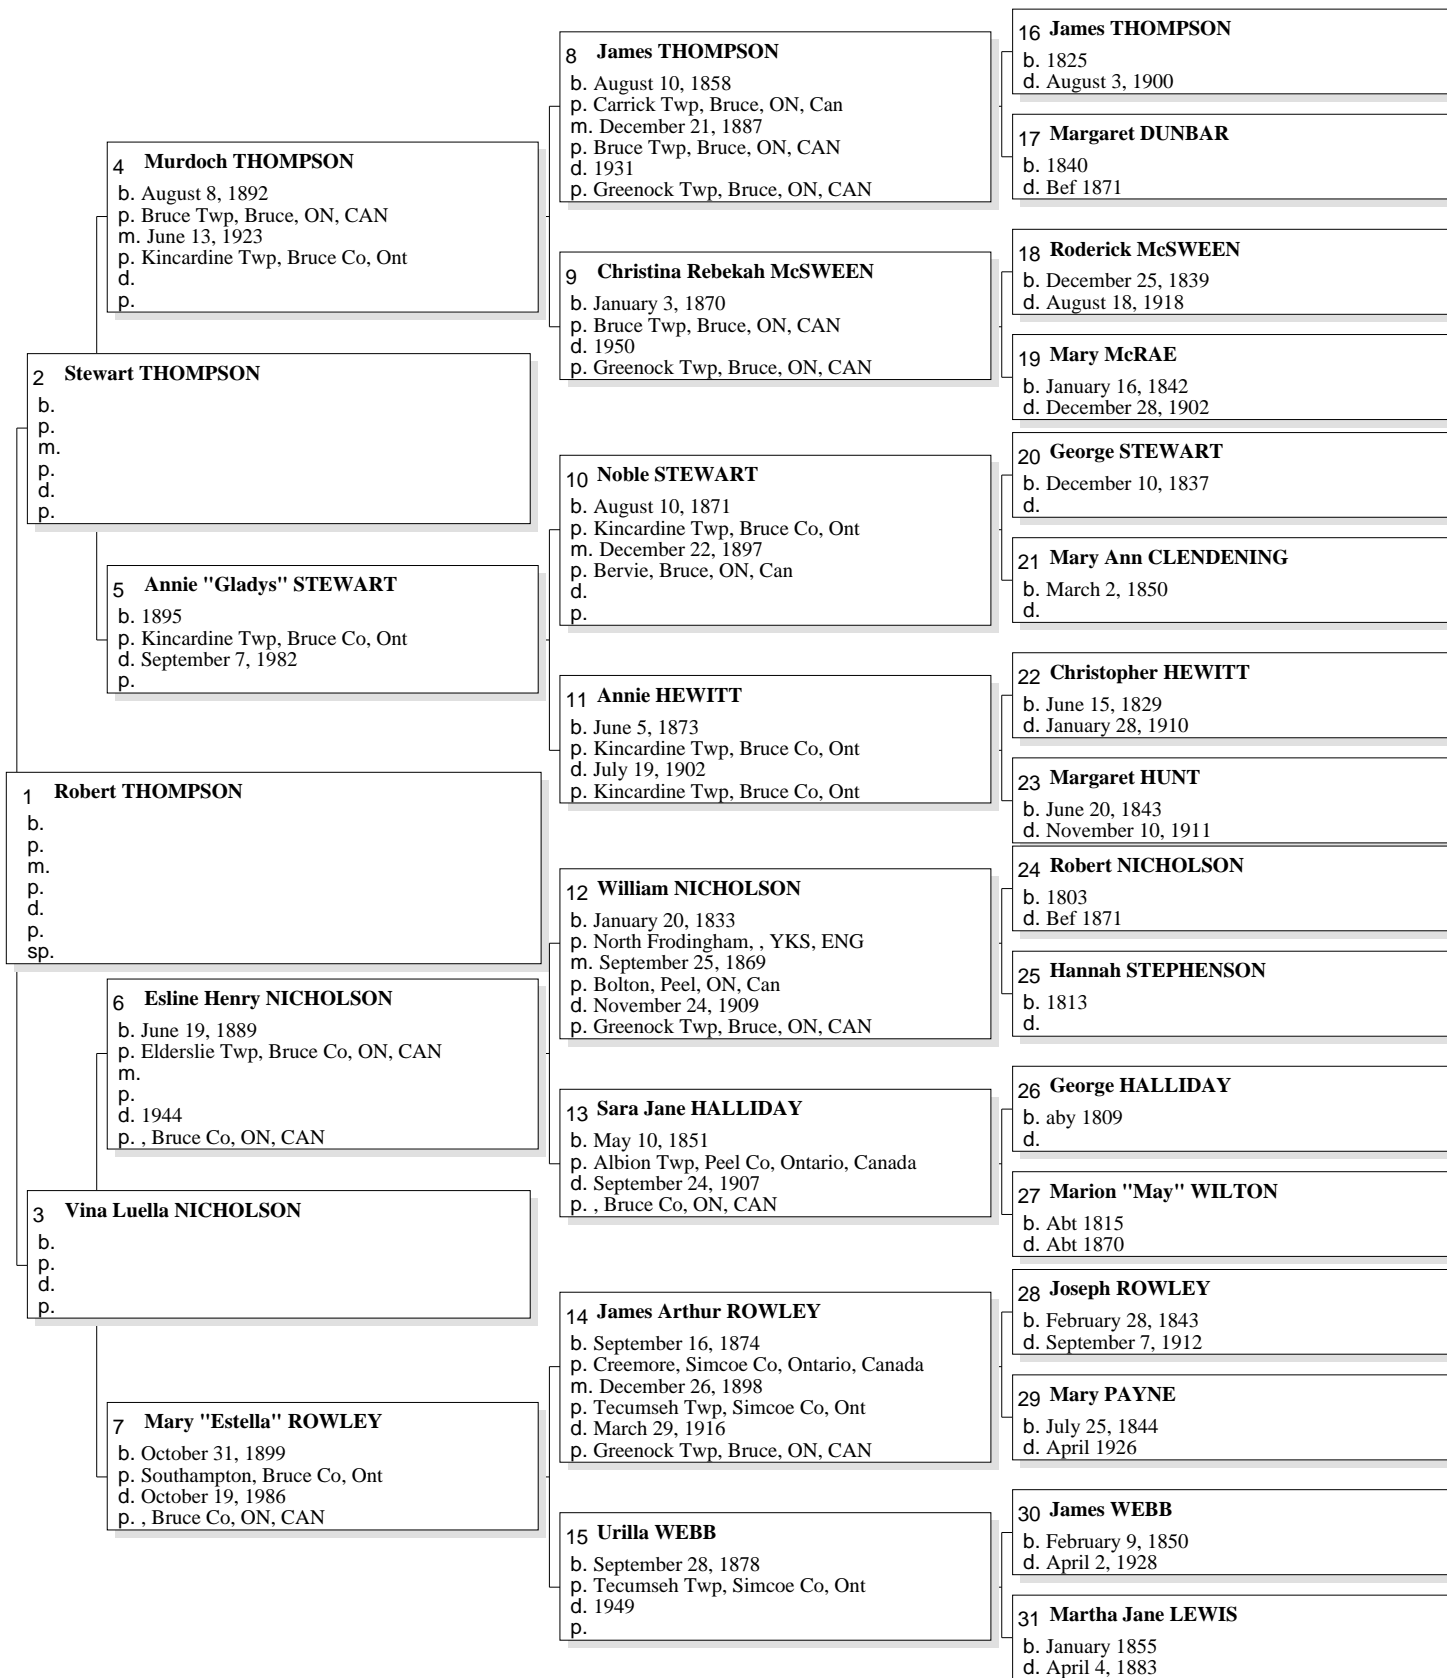 1 Robert THOMPSON
b.
p.
m.
p.
d.
p.
sp.
2 Stewart THOMPSON
b.
p.
m.
p.
d.
p.
3 Vina Luella NICHOLSON
b.
p.
d.
p.
4 Murdoch THOMPSON
b. August 8, 1892
p. Bruce Twp, Bruce, ON, CAN
m. June 13, 1923
p. Kincardine Twp, Bruce Co, Ont
d.
p.
5 Annie "Gladys" STEWART
b. 1895
p. Kincardine Twp, Bruce Co, Ont
d. September 7, 1982
p.
6 Esline Henry NICHOLSON
b. June 19, 1889
p. Elderslie Twp, Bruce Co, ON, CAN
m.
p.
d. 1944
p. , Bruce Co, ON, CAN
7 Mary "Estella" ROWLEY
b. October 31, 1899
p. Southampton, Bruce Co, Ont
d. October 19, 1986
p. , Bruce Co, ON, CAN
8 James THOMPSON
b. August 10, 1858
p. Carrick Twp, Bruce, ON, Can
m. December 21, 1887
p. Bruce Twp, Bruce, ON, CAN
d. 1931
p. Greenock Twp, Bruce, ON, CAN
9 Christina Rebekah McSWEEN
b. January 3, 1870
p. Bruce Twp, Bruce, ON, CAN
d. 1950
p. Greenock Twp, Bruce, ON, CAN
10 Noble STEWART
b. August 10, 1871
p. Kincardine Twp, Bruce Co, Ont
m. December 22, 1897
p. Bervie, Bruce, ON, Can
d.
p.
11 Annie HEWITT
b. June 5, 1873
p. Kincardine Twp, Bruce Co, Ont
d. July 19, 1902
p. Kincardine Twp, Bruce Co, Ont
12 William NICHOLSON
b. January 20, 1833
p. North Frodingham, , YKS, ENG
m. September 25, 1869
p. Bolton, Peel, ON, Can
d. November 24, 1909
p. Greenock Twp, Bruce, ON, CAN
13 Sara Jane HALLIDAY
b. May 10, 1851
p. Albion Twp, Peel Co, Ontario, Canada
d. September 24, 1907
p. , Bruce Co, ON, CAN
14 James Arthur ROWLEY
b. September 16, 1874
p. Creemore, Simcoe Co, Ontario, Canada
m. December 26, 1898
p. Tecumseh Twp, Simcoe Co, Ont
d. March 29, 1916
p. Greenock Twp, Bruce, ON, CAN
15 Urilla WEBB
b. September 28, 1878
p. Tecumseh Twp, Simcoe Co, Ont
d. 1949
p.
16 James THOMPSON
b. 1825
d. August 3, 1900
17 Margaret DUNBAR
b. 1840
d. Bef 1871
18 Roderick McSWEEN
b. December 25, 1839
d. August 18, 1918
19 Mary McRAE
b. January 16, 1842
d. December 28, 1902
20 George STEWART
b. December 10, 1837
d.
21 Mary Ann CLENDENING
b. March 2, 1850
d.
22 Christopher HEWITT
b. June 15, 1829
d. January 28, 1910
23 Margaret HUNT
b. June 20, 1843
d. November 10, 1911
24 Robert NICHOLSON
b. 1803
d. Bef 1871
25 Hannah STEPHENSON
b. 1813
d.
26 George HALLIDAY
b. aby 1809
d.
27 Marion "May" WILTON
b. Abt 1815
d. Abt 1870
28 Joseph ROWLEY
b. February 28, 1843
d. September 7, 1912
29 Mary PAYNE
b. July 25, 1844
d. April 1926
30 James WEBB
b. February 9, 1850
d. April 2, 1928
31 Martha Jane LEWIS
b. January 1855
d. April 4, 1883